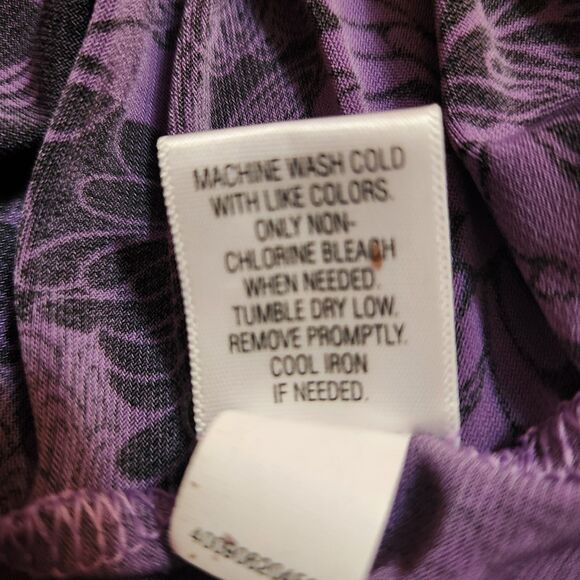 MACHINE WASH COLD
WITH LIKE COLORS.
ONLY NON-
CHLORINE BLEACH
WHEN NEEDED.
TUMBLE DRY LOW.
REMOVE PROMPTLY.
COOL IRON
IF NEEDED.